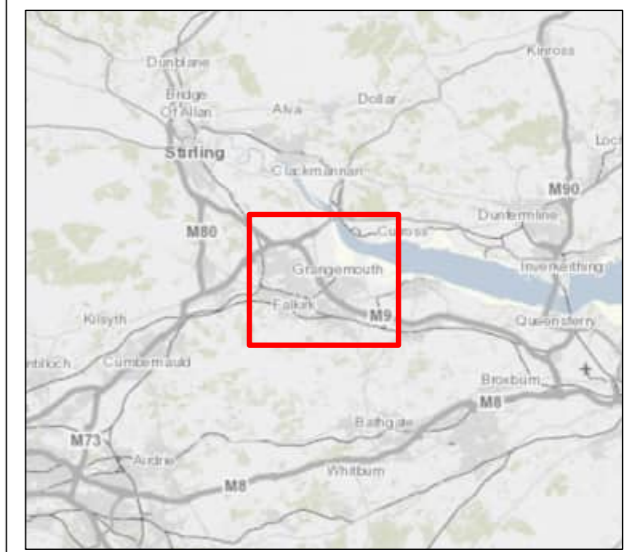 Kinross
Dunblane
Bridge
Of Allan
Alva
Dollar
Stirling
Clackmannan
M90
Dunfermline
M80
Culross
Grangemouth
Inverkeithing
Falkirk
M9
Queensferry
Kilsyth
Cumbernauld
Broxburn
M8
Bathgate
M73
Airdrie
Whitburn
M8